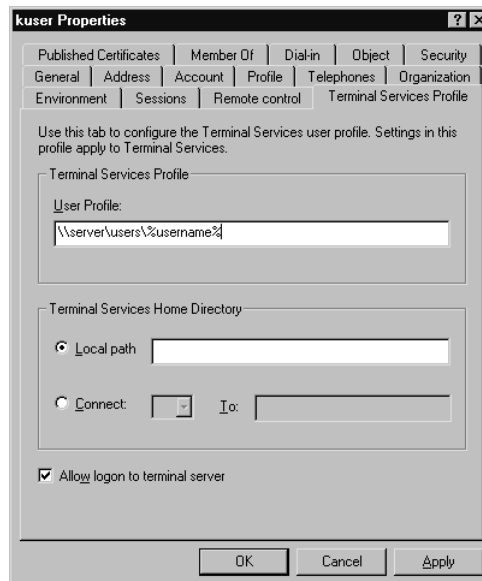 kuser Properties
Published Certificates Member Of Dial-in Object Security
General Address Account Profile Telephones Organization
Environment Sessions Remote control Terminal Services Profile
Use this tab to configure the Terminal Services user profile. Settings in this
profile apply to Terminal Services.
Terminal Services Profile
User Profile:
\\server\users\%username%
Terminal Services Home Directory
Local path
Connect: To:
Allow logon to terminal server
OK Cancel Apply